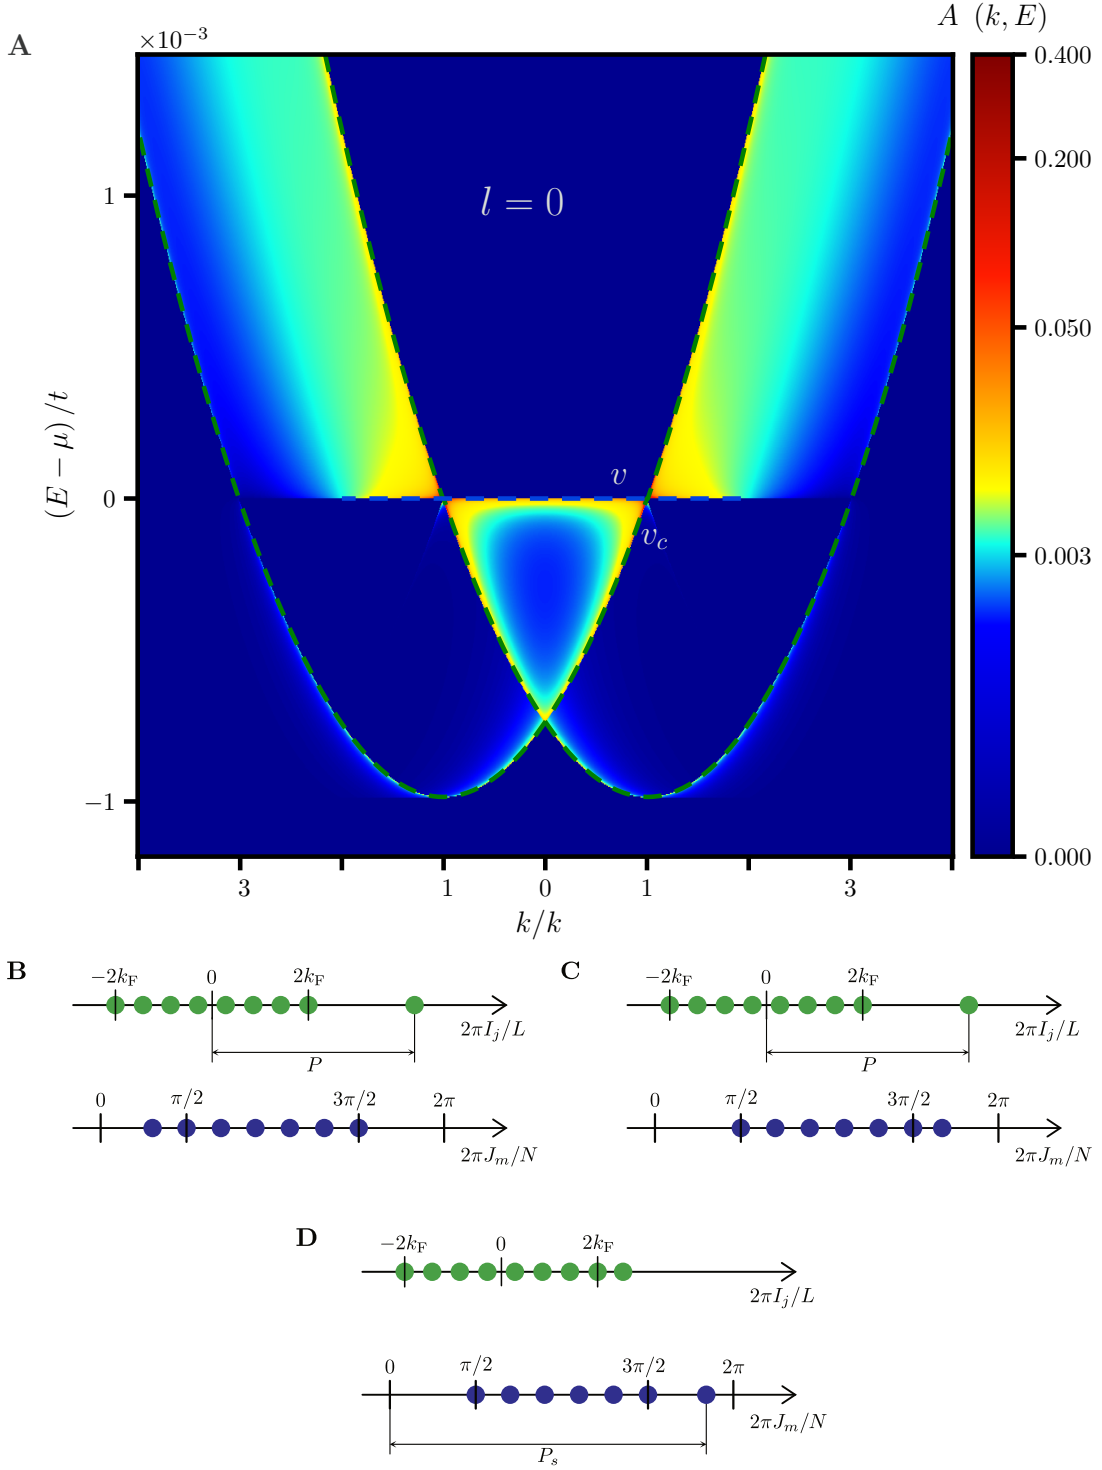 A
×10⁻³
A (k, E)
l = 0
v
v_c
(E − μ) /t
1
0
−1
3
1
0
1
3
k/k
0.400
0.200
0.050
0.003
0.000
B
−2k_F
0
2k_F
2πI_j/L
P
0
π/2
3π/2
2π
2πJ_m/N
C
−2k_F
0
2k_F
2πI_j/L
P
0
π/2
3π/2
2π
2πJ_m/N
D
−2k_F
0
2k_F
2πI_j/L
0
π/2
3π/2
2π
2πJ_m/N
P_s